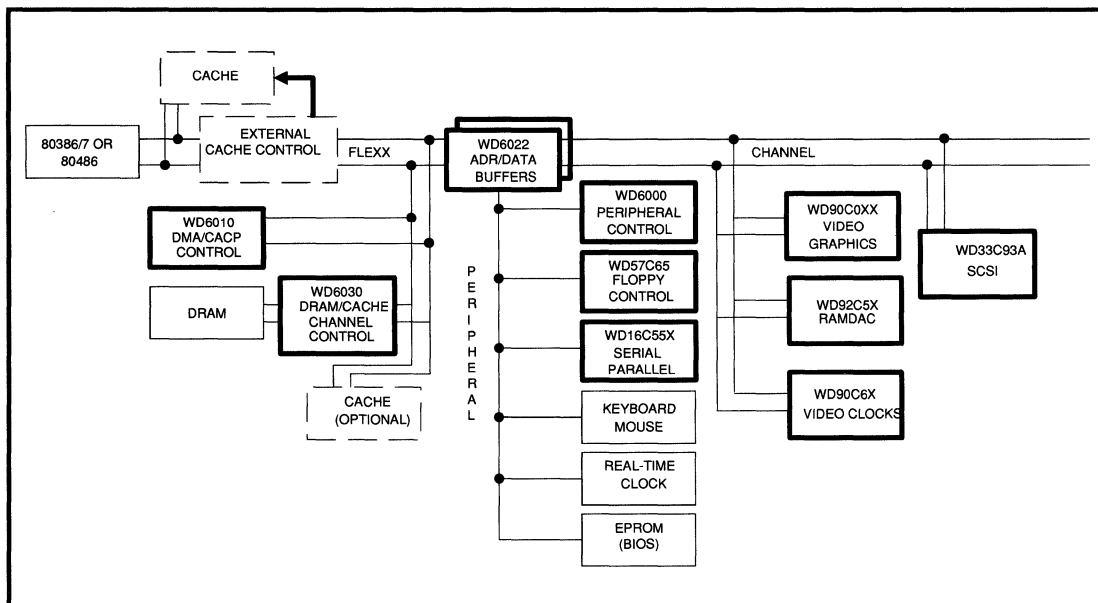 CACHE
80386/7 OR
80486
EXTERNAL
CACHE CONTROL
FLEXX
WD6022
ADR/DATA
BUFFERS
CHANNEL
WD6010
DMA/CACP
CONTROL
DRAM
WD6030
DRAM/CACHE
CHANNEL
CONTROL
CACHE
(OPTIONAL)
PERIPHERAL
WD6000
PERIPHERAL
CONTROL
WD57C65
FLOPPY
CONTROL
WD16C55X
SERIAL
PARALLEL
KEYBOARD
MOUSE
REAL-TIME
CLOCK
EPROM
(BIOS)
WD90C0XX
VIDEO
GRAPHICS
WD92C5X
RAMDAC
WD90C6X
VIDEO CLOCKS
WD33C93A
SCSI